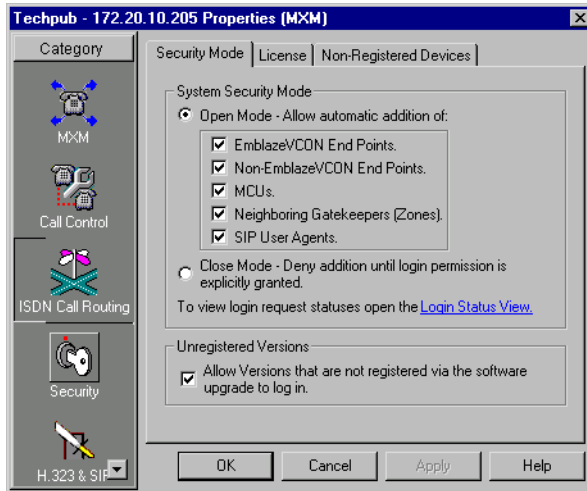 Techpub - 172.20.10.205 Properties (MXM)
Category
MXM
Call Control
ISDN Call Routing
Security
H.323 & SIP
Security Mode
License
Non-Registered Devices
System Security Mode
Open Mode - Allow automatic addition of:
EmblazeVCON End Points.
Non-EmblazeVCON End Points.
MCUs.
Neighboring Gatekeepers (Zones).
SIP User Agents.
Close Mode - Deny addition until login permission is
explicitly granted.
To view login request statuses open the Login Status View.
Unregistered Versions
Allow Versions that are not registered via the software
upgrade to log in.
OK
Cancel
Apply
Help